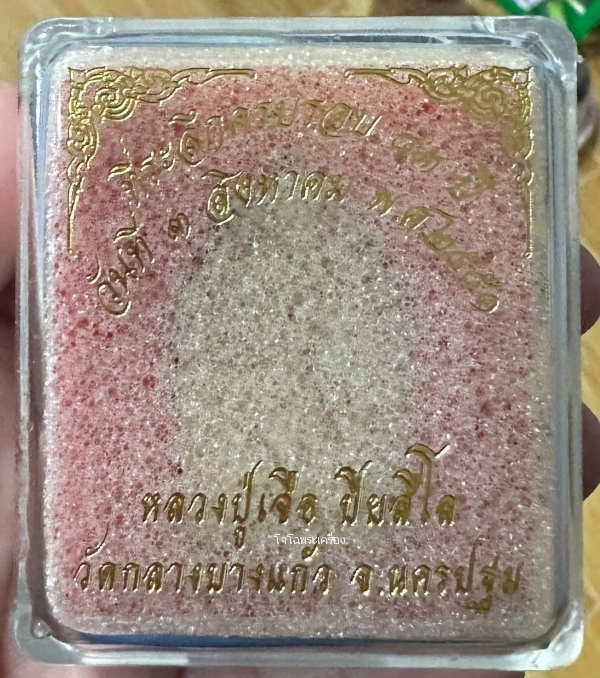 ที่ระลึกครบรอบ ๘๓ ปี
วันที่ ๓ สิงหาคม พ.ศ.๒๕๕๑
หลวงปู่เจือ ปิยสีโล
โจโฉพระเครื่อง
วัดกลางบางแก้ว จ.นครปฐม